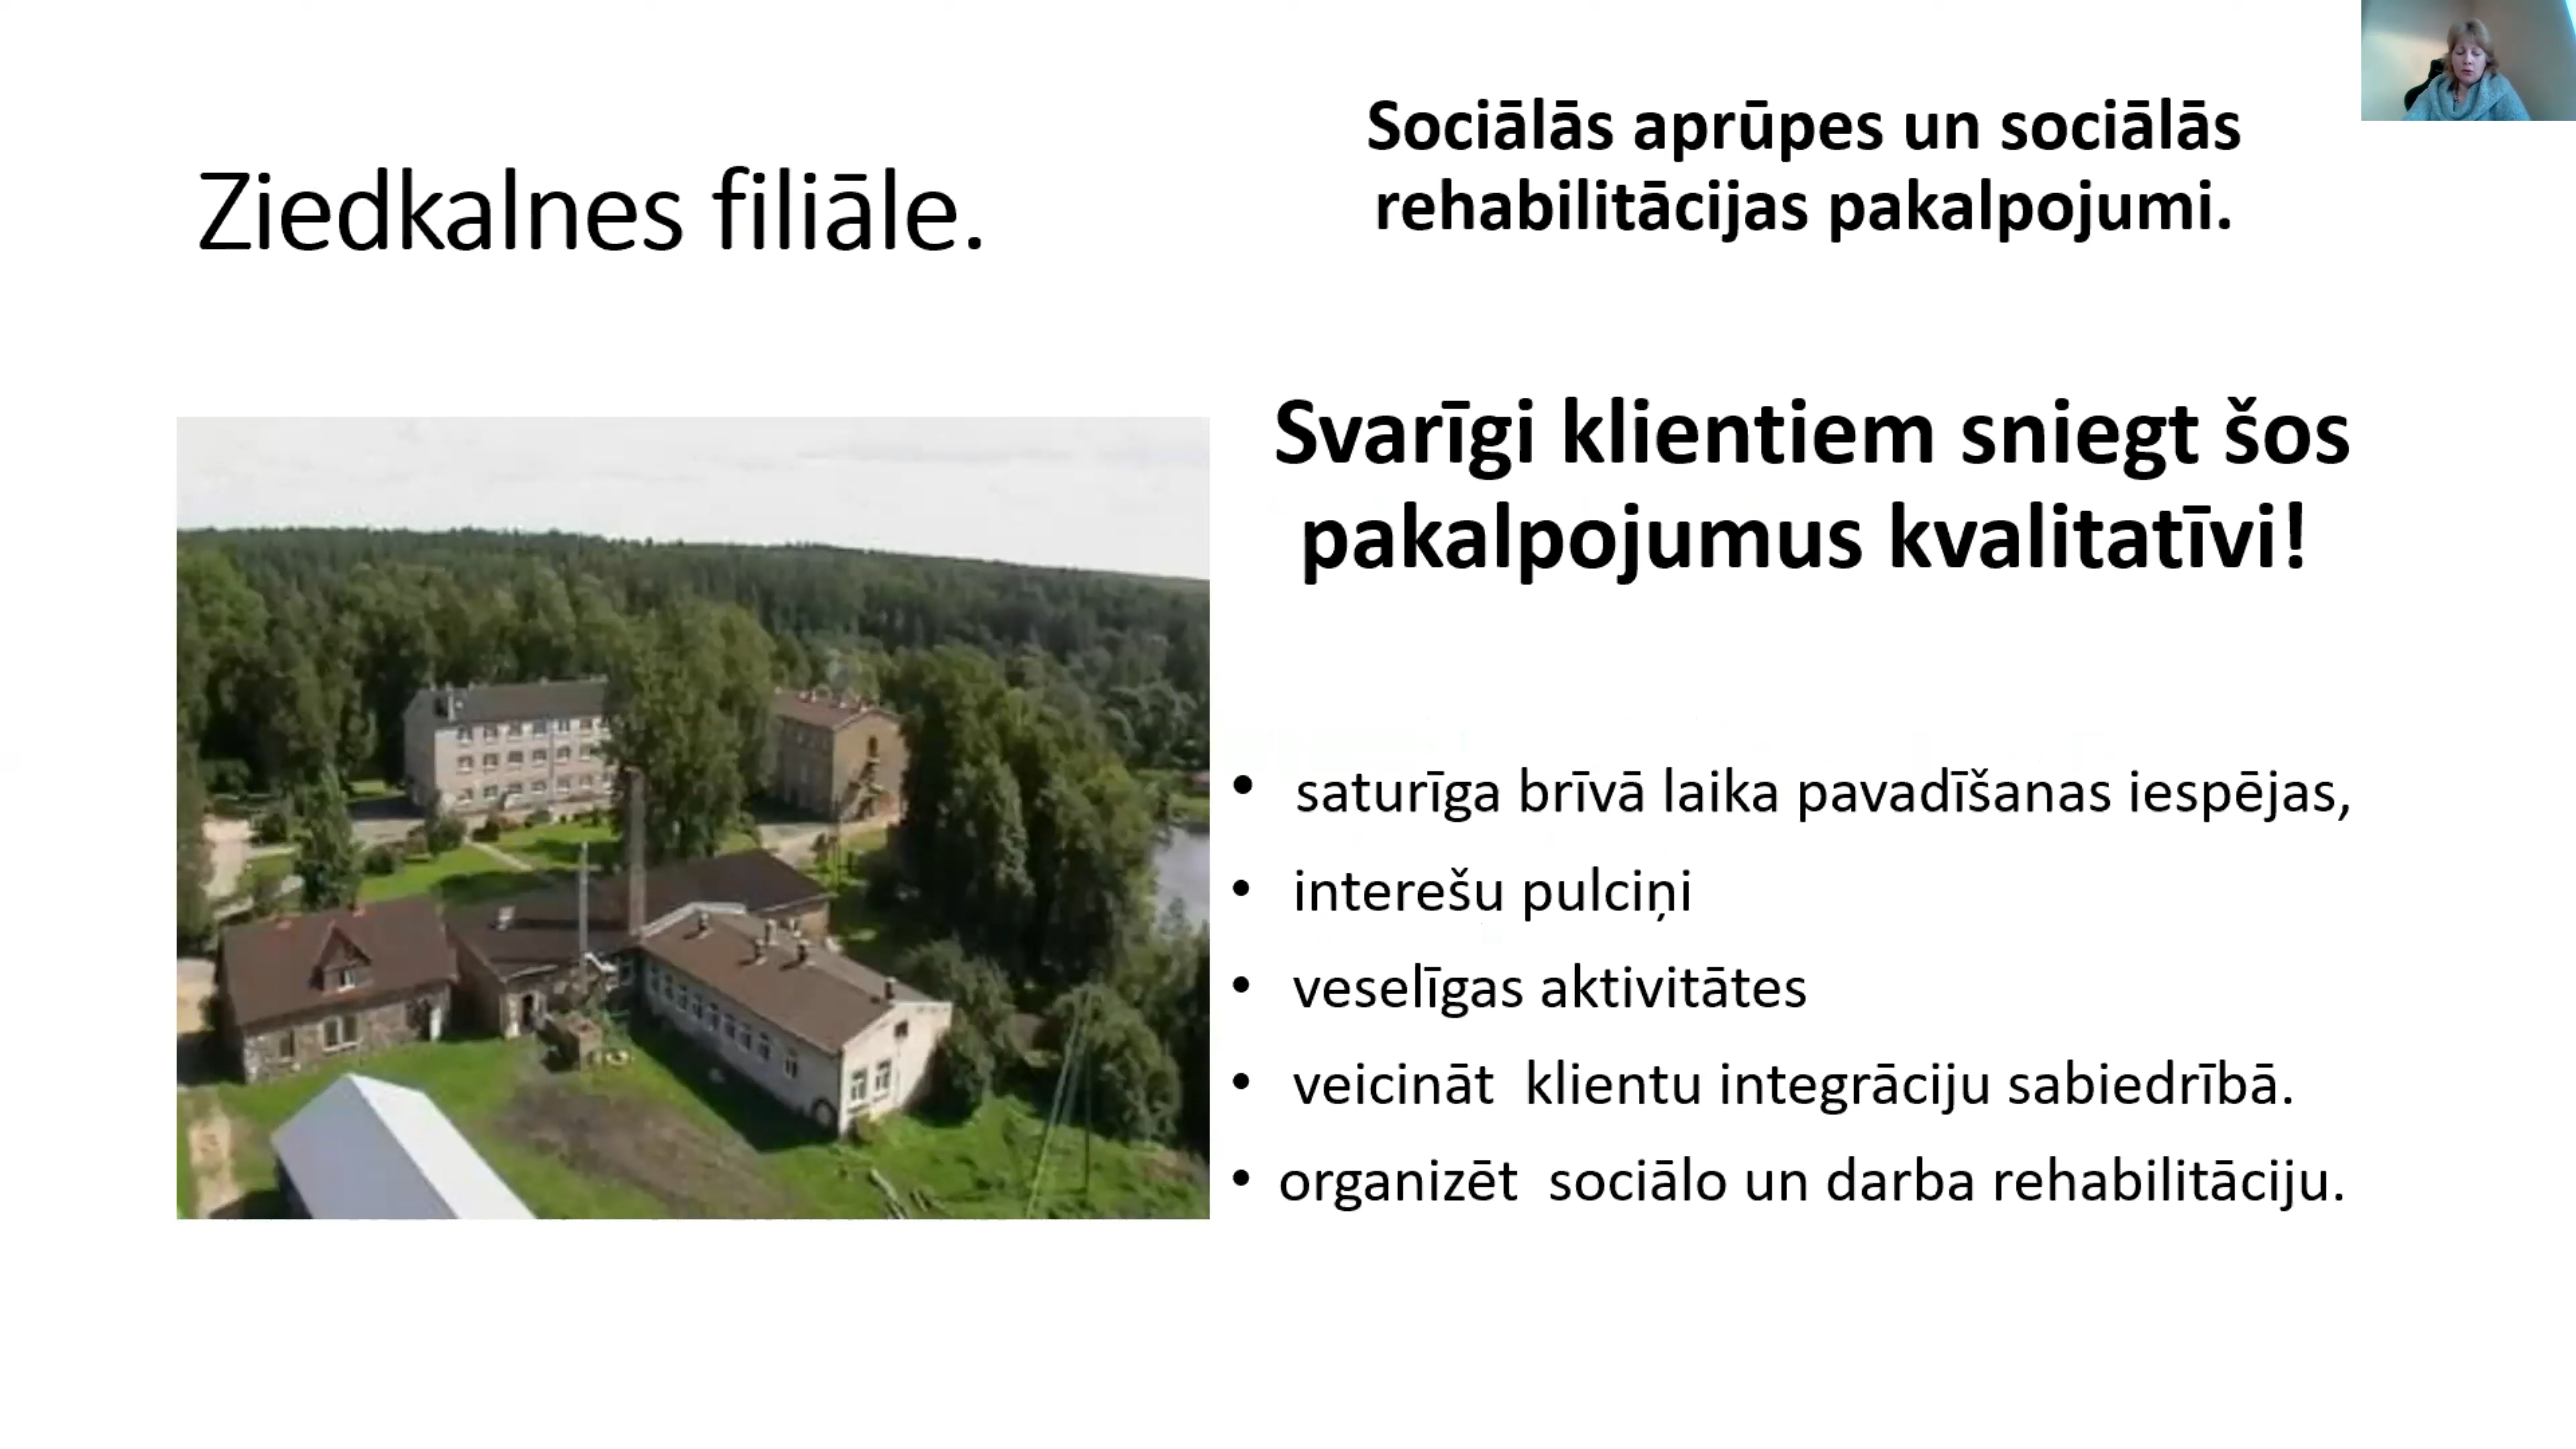 Ziedkalnes filiāle.
Sociālās aprūpes un sociālās
rehabilitācijas pakalpojumi.
Svarīgi klientiem sniegt šos
pakalpojumus kvalitatīvi!
• saturīga brīvā laika pavadīšanas iespējas,
• interešu pulciņi
• veselīgas aktivitātes
• veicināt klientu integrāciju sabiedrībā.
• organizēt sociālo un darba rehabilitāciju.